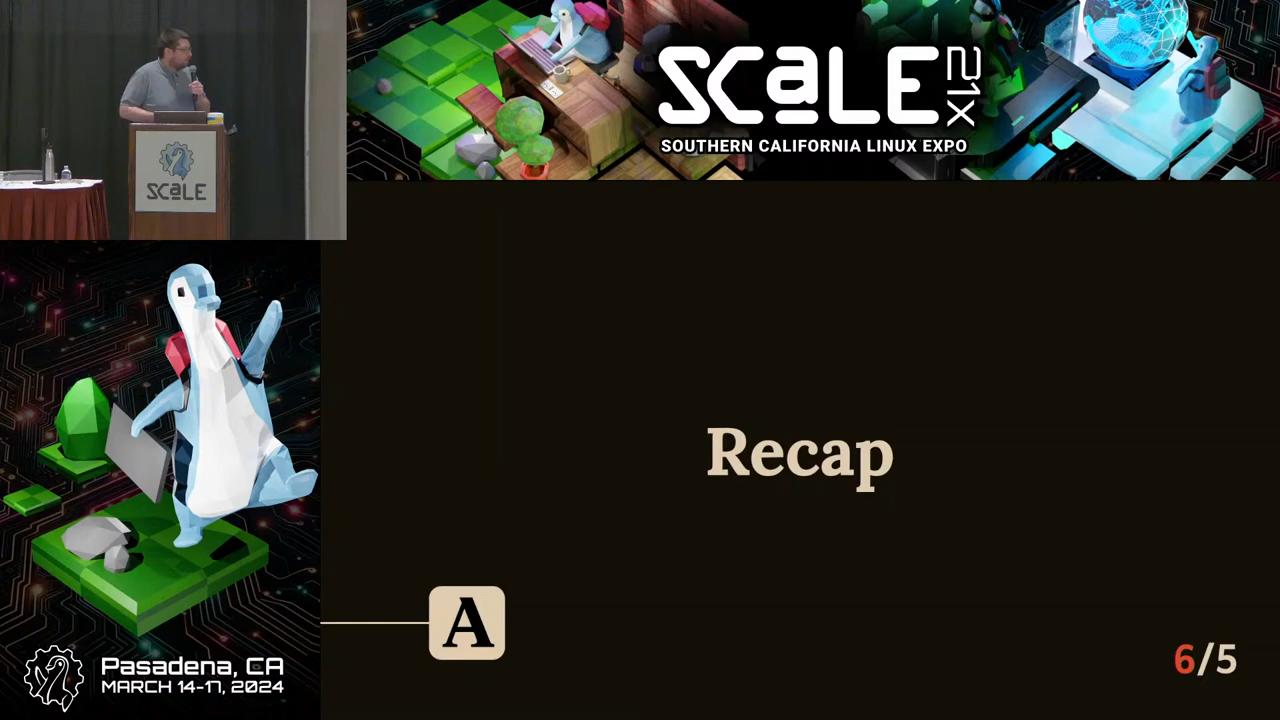 SCALE
21X
SOUTHERN CALIFORNIA LINUX EXPO
SCALE
Recap
A
6/5
Pasadena, CA
MARCH 14-17, 2024